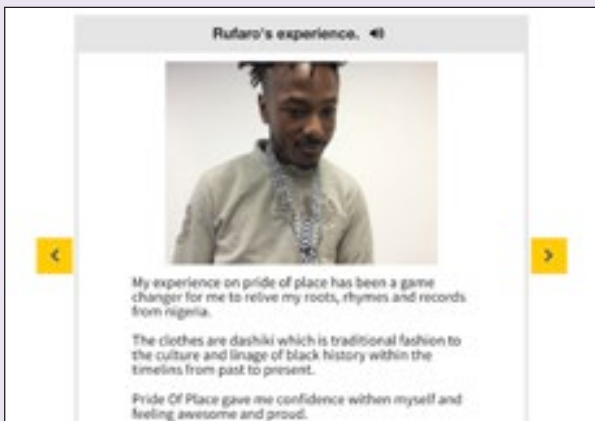 Rufaro's experience.
My experience on pride of place has been a game
changer for me to relive my roots, rhymes and records
from nigeria.
The clothes are dashiki which is traditional fashion to
the culture and linage of black history within the
timelins from past to present.
Pride Of Place gave me confidence withen myself and
feeling awesome and proud.